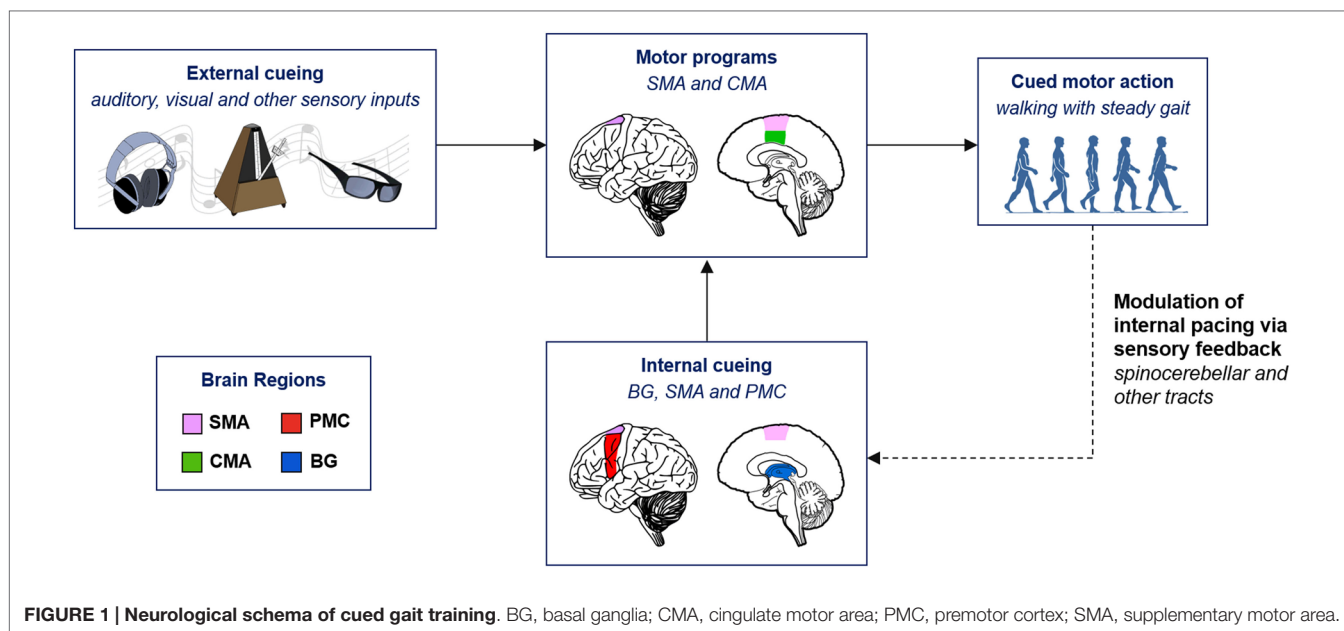 External cueing
auditory, visual and other sensory inputs
Motor programs
SMA and CMA
Cued motor action
walking with steady gait
Modulation of
internal pacing via
sensory feedback
spinocerebellar and
other tracts
Internal cueing
BG, SMA and PMC
Brain Regions
SMA
PMC
CMA
BG
FIGURE 1 | Neurological schema of cued gait training. BG, basal ganglia; CMA, cingulate motor area; PMC, premotor cortex; SMA, supplementary motor area.